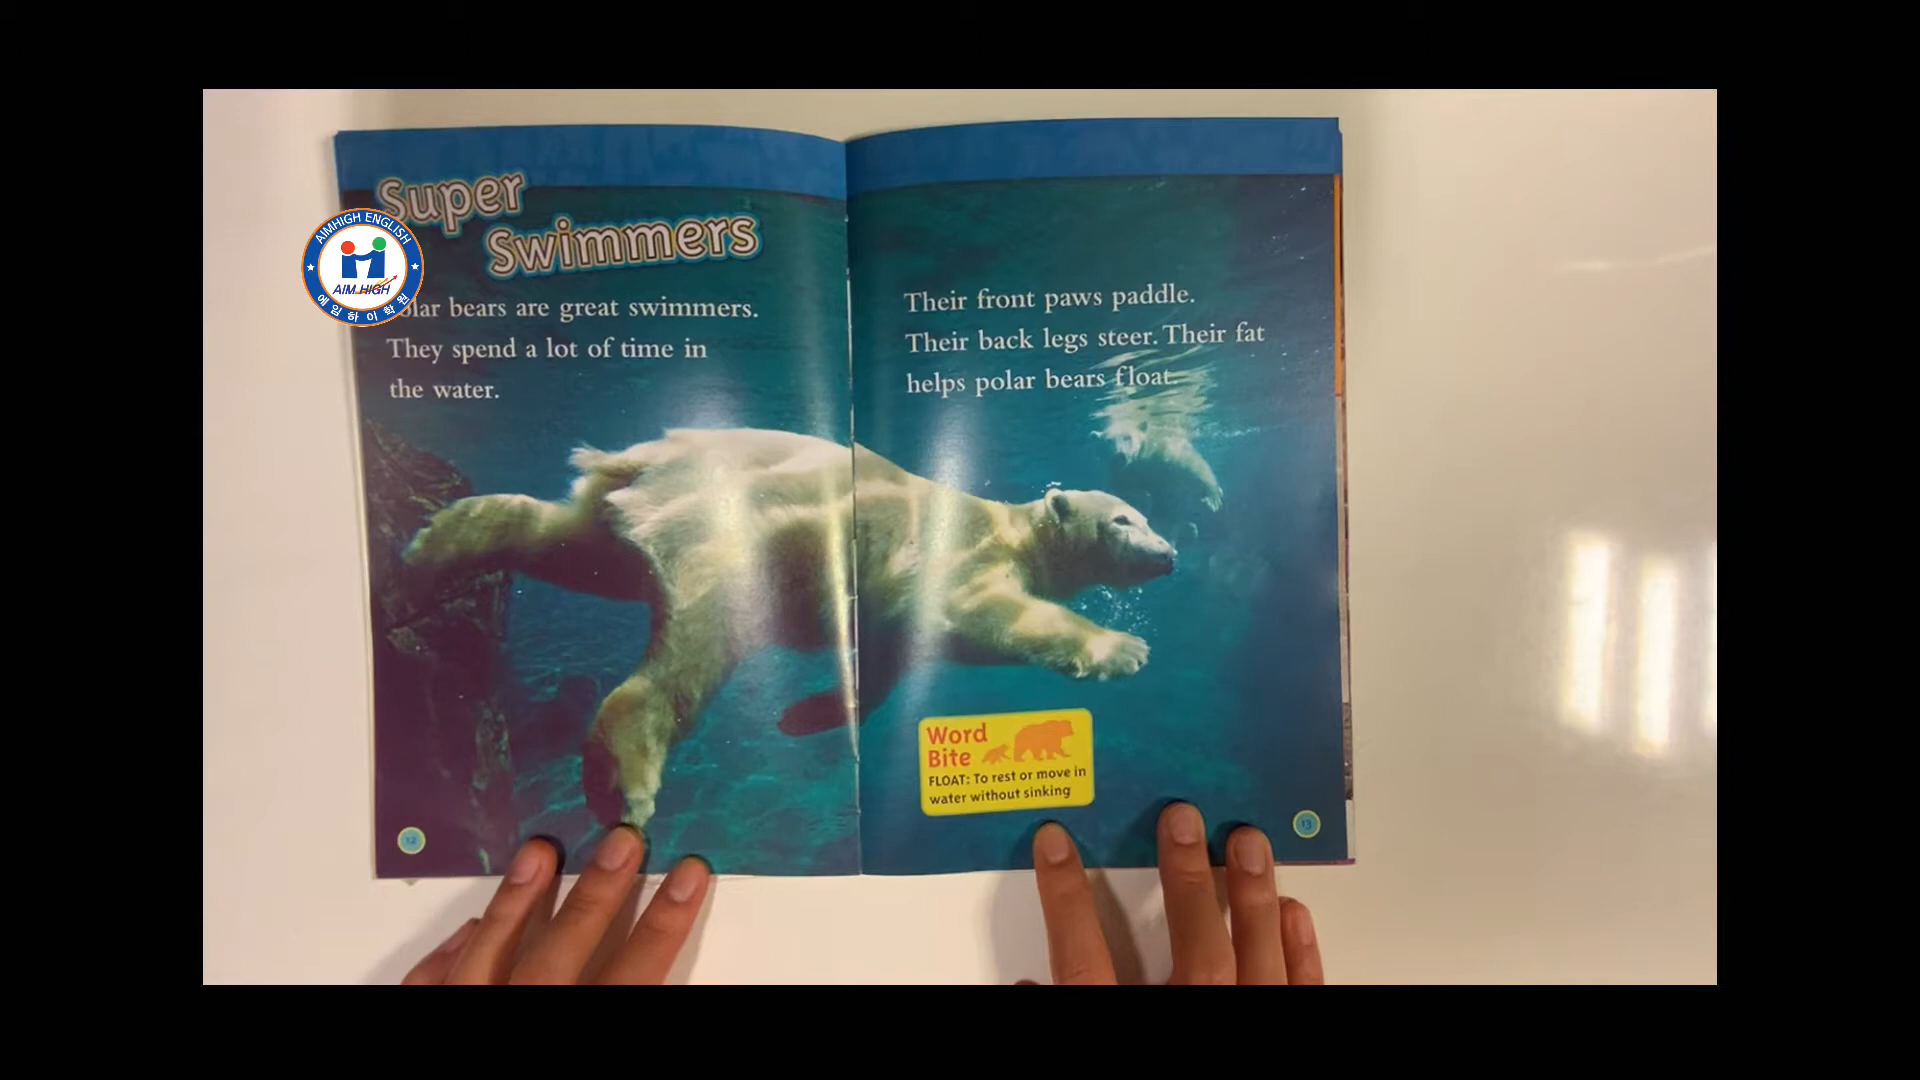 Super
Swimmers
AIMHIGH ENGLISH
AIM HIGH
에임하이학원
bears are great swimmers.
They spend a lot of time in
the water.
12
Their front paws paddle.
Their back legs steer. Their fat
helps polar bears float.
Word
Bite
FLOAT: To rest or move in
water without sinking
13